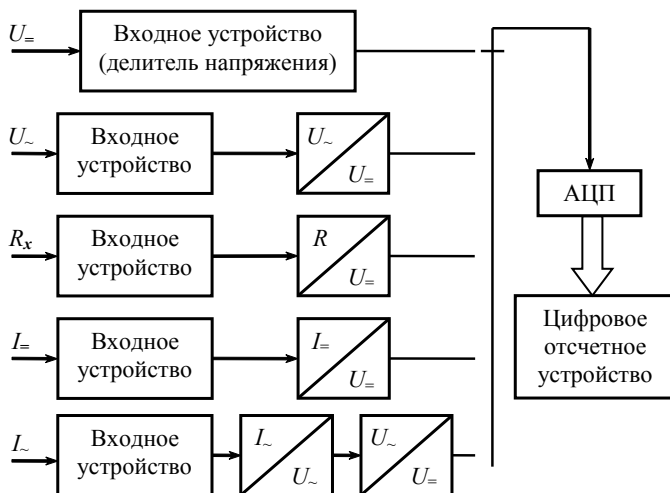 U=
Входное устройство
(делитель напряжения)
U~
Входное
устройство
U~
U=
АЦП
Rx
Входное
устройство
R
U=
Цифровое
отсчетное
устройство
I=
Входное
устройство
I=
U=
I~
Входное
устройство
I~
U~
U~
U=